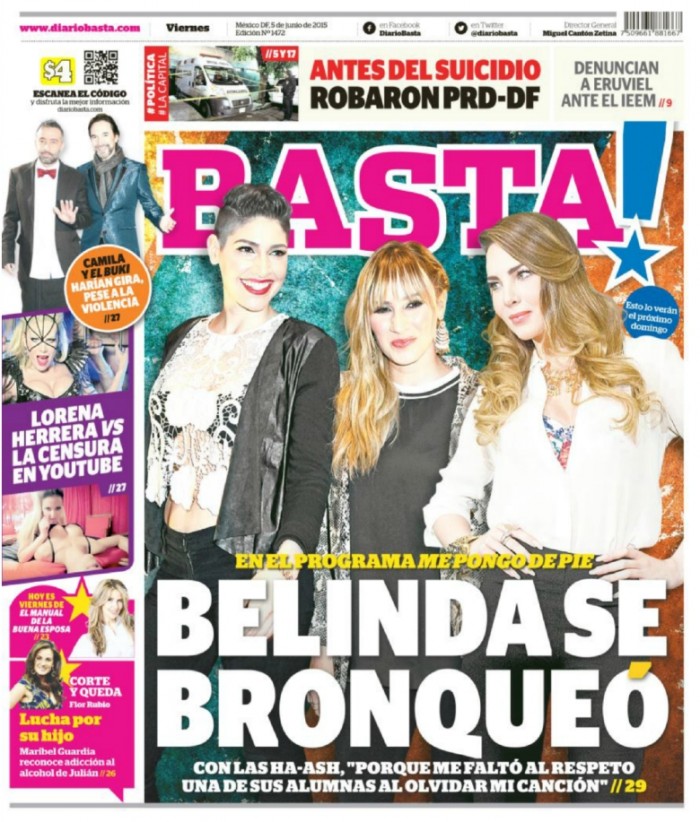 www.diariobasta.com
Viernes
México DF, 5 de junio de 2015
Edición Nº 1472
en Facebook
DiarioBasta
en Twitter
@diariobasta
Director General
Miguel Cantón Zetina
7509661881667
$4
ESCANEA EL CÓDIGO
y disfruta la mejor información
diariobasta.com
#POLÍTICA
#LA CAPITAL
//5 Y 17
ANTES DEL SUICIDIO
ROBARON PRD-DF
DENUNCIAN
A ERUVIEL
ANTE EL IEEM //9
BASTA!
CAMILA
Y EL BUKI
HARÍAN GIRA,
PESE A LA
VIOLENCIA
//27
Esto lo verán
el próximo
domingo
LORENA
HERRERA VS
LA CENSURA
EN YOUTUBE
//27
HOY ES
VIERNES DE
EL MANUAL
DE LA
BUENA ESPOSA
//23
CORTE
Y QUEDA
Flor Rubio
Lucha por
su hijo
Maribel Guardia
reconoce adicción al
alcohol de Julián //26
EN EL PROGRAMA ME PONGO DE PIE
BELINDA SE
BRONQUEÓ
CON LAS HA-ASH, "PORQUE ME FALTÓ AL RESPETO
UNA DE SUS ALUMNAS AL OLVIDAR MI CANCIÓN" //29